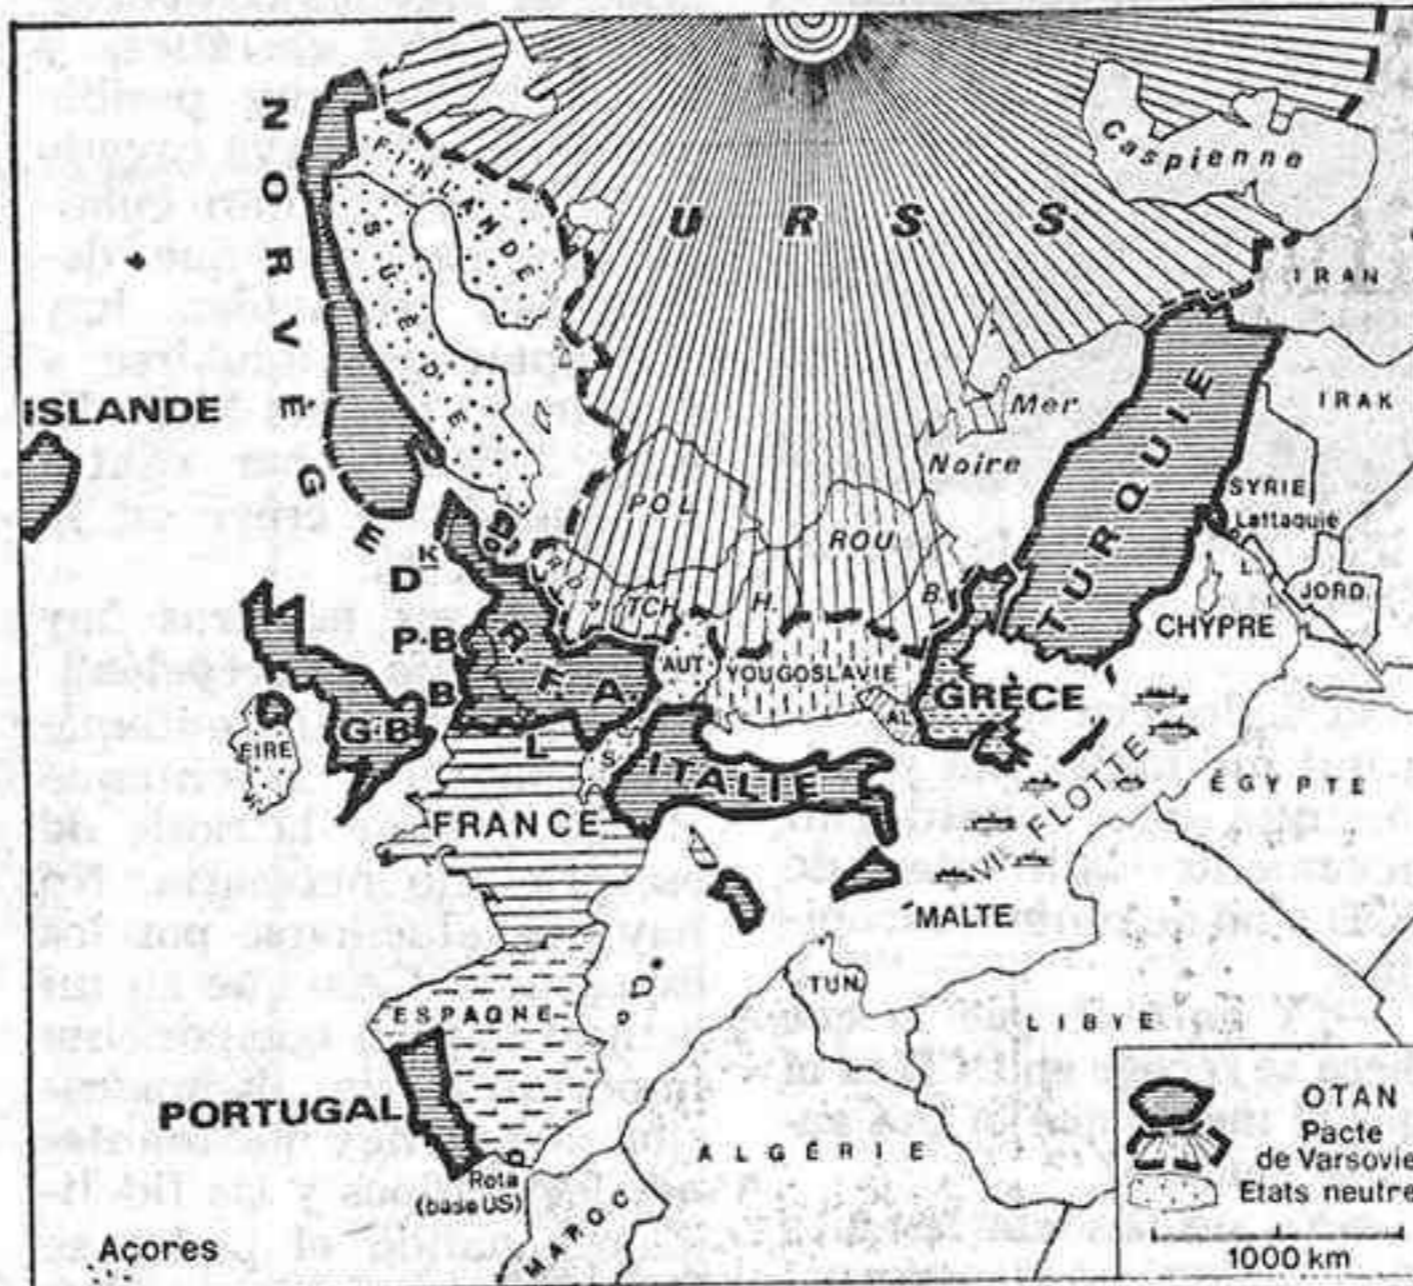 Caspienne
NORVÈGE
FINLANDE
SUÈDE
URSS
IRAN
ISLANDE
Mer
Noire
IRAK
TURQUIE
SYRIE
Lattaquié
POL
ROU
R.D.A
TCH
H.
B.
L.
JORD.
DK
CHYPRE
P·B
R.F.A.
AUT
YOUGOSLAVIE
B
GRÈCE
AL
G·B
EIRE
L
S
ITALIE
FRANCE
VIe FLOTTE
ÉGYPTE
MALTE
TUN.
ESPAGNE
LIBYE
PORTUGAL
ALGÉRIE
Rota
(base US)
MAROC
Açores
OTAN
Pacte
de Varsovie
Etats neutre
1000 km